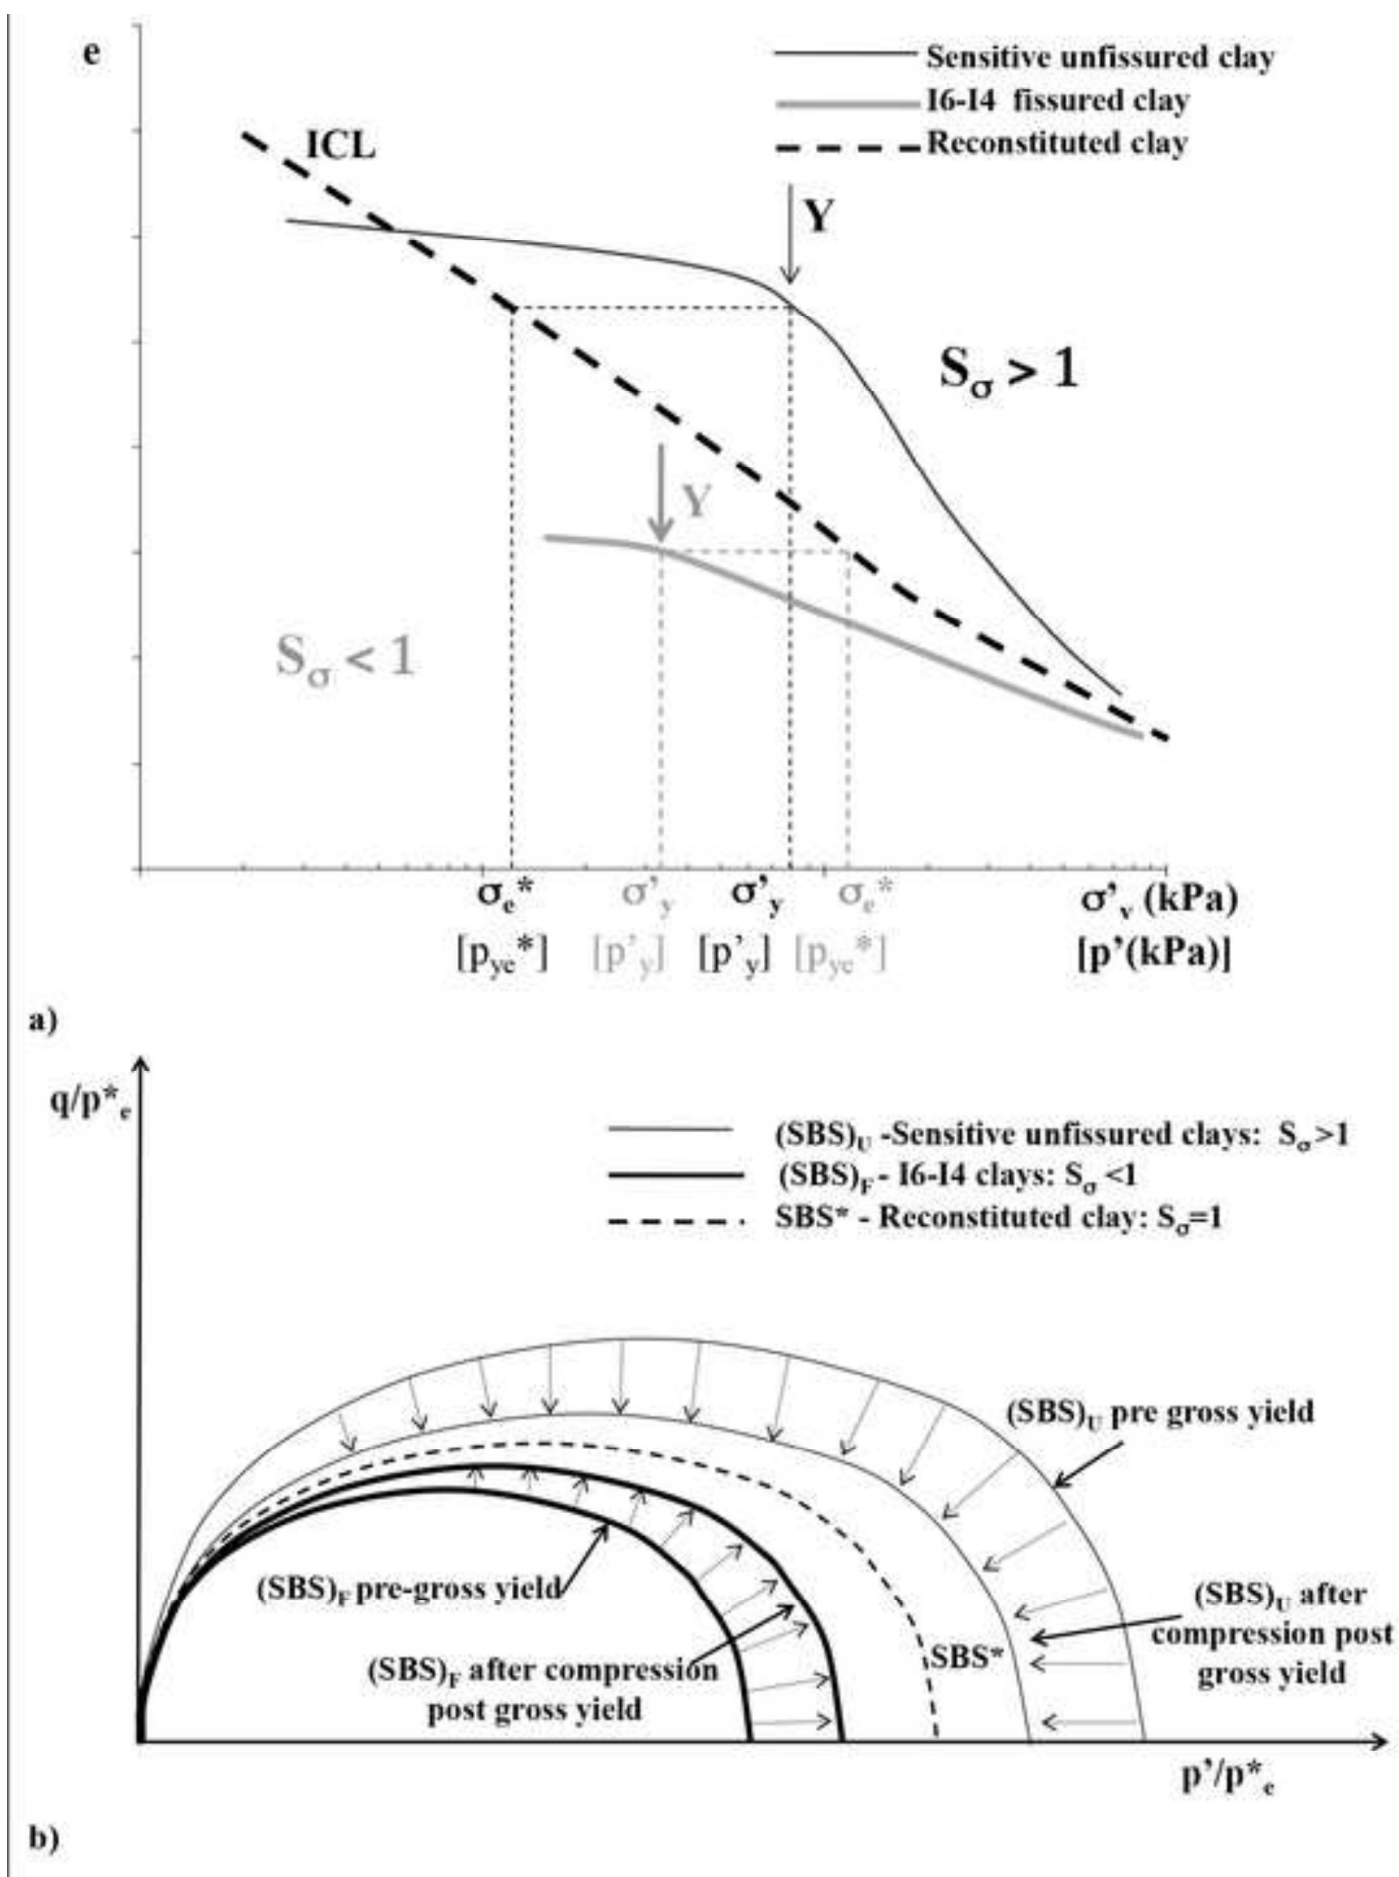 e
Sensitive unfissured clay
I6-I4 fissured clay
Reconstituted clay
ICL
Y
Sσ > 1
Y
Sσ < 1
σe* σ'y σ'y σe* σ'v (kPa)
[pye*] [p'y] [p'y] [pye*] [p'(kPa)]
a)
q/p*e
(SBS)U -Sensitive unfissured clays: Sσ>1
(SBS)F - I6-I4 clays: Sσ <1
SBS* - Reconstituted clay: Sσ=1
(SBS)U pre gross yield
(SBS)F pre-gross yield
(SBS)U after
compression post
gross yield
SBS*
(SBS)F after compression
post gross yield
p'/p*e
b)